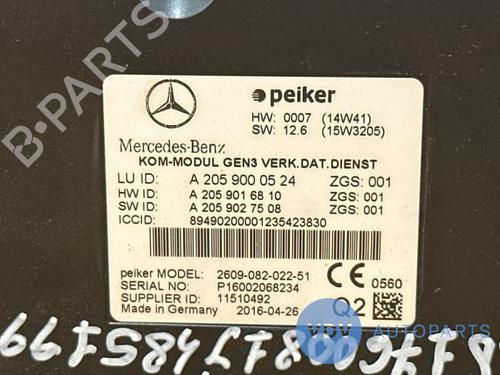 B-PARTS
peiker
HW: 0007 (14W41)
SW: 12.6 (15W3205)
Mercedes-Benz
KOM-MODUL GEN3 VERK.DAT.DIENST
LU ID: A 205 900 05 24 ZGS: 001
HW ID: A 205 901 68 10 ZGS: 001
SW ID: A 205 902 75 08 ZGS: 001
ICCID: 89490200001235423830
peiker MODEL: 2609-082-022-51 CE 0560
SERIAL NO: P16002068234
SUPPLIER ID: 11510492
Made in Germany 2016-04-26 Q2
VDV AUTOPARTS